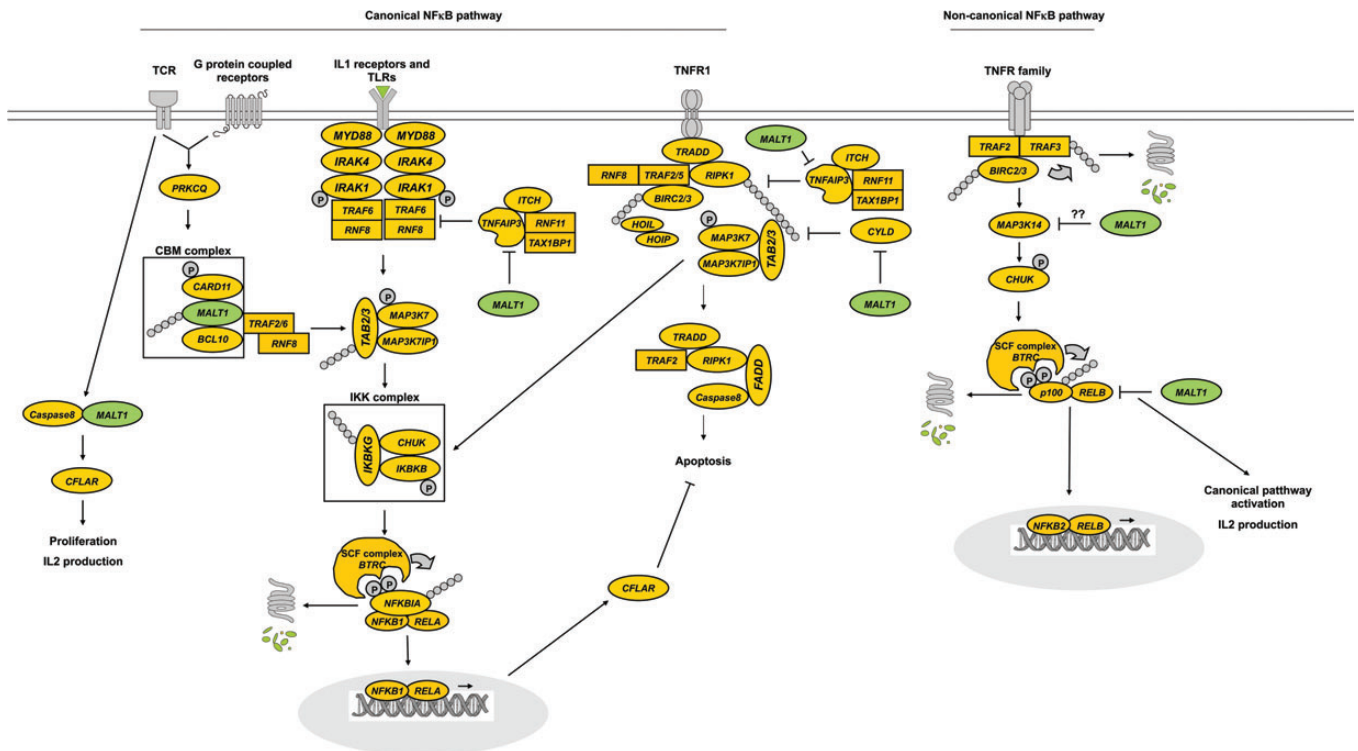 Canonical NFκB pathway
Non-canonical NFκB pathway
TCR
G protein coupled
receptors
IL1 receptors and
TLRs
TNFR1
TNFR family
MYD88
MYD88
IRAK4
IRAK4
IRAK1
IRAK1
P
P
TRAF6
TRAF6
RNF8
RNF8
PRKCQ
CBM complex
P
CARD11
MALT1
BCL10
TRAF2/6
RNF8
ITCH
TNFAIP3
RNF11
TAX1BP1
MALT1
P
TAB2/3
MAP3K7
MAP3K7IP1
IKK complex
IKBKG
CHUK
IKBKB
P
Caspase8
MALT1
CFLAR
Proliferation
IL2 production
SCF complex
BTRC
P
P
NFKBIA
NFKB1
RELA
NFKB1
RELA
TRADD
RNF8
TRAF2/5
RIPK1
BIRC2/3
HOIL
HOIP
P
MAP3K7
MAP3K7IP1
TAB2/3
MALT1
ITCH
TNFAIP3
RNF11
TAX1BP1
CYLD
MALT1
TRADD
TRAF2
RIPK1
FADD
Caspase8
Apoptosis
CFLAR
TRAF2
TRAF3
BIRC2/3
MAP3K14
??
MALT1
P
CHUK
SCF complex
BTRC
P
P
p100
RELB
MALT1
Canonical pattway
activation
IL2 production
NFKB2
RELB